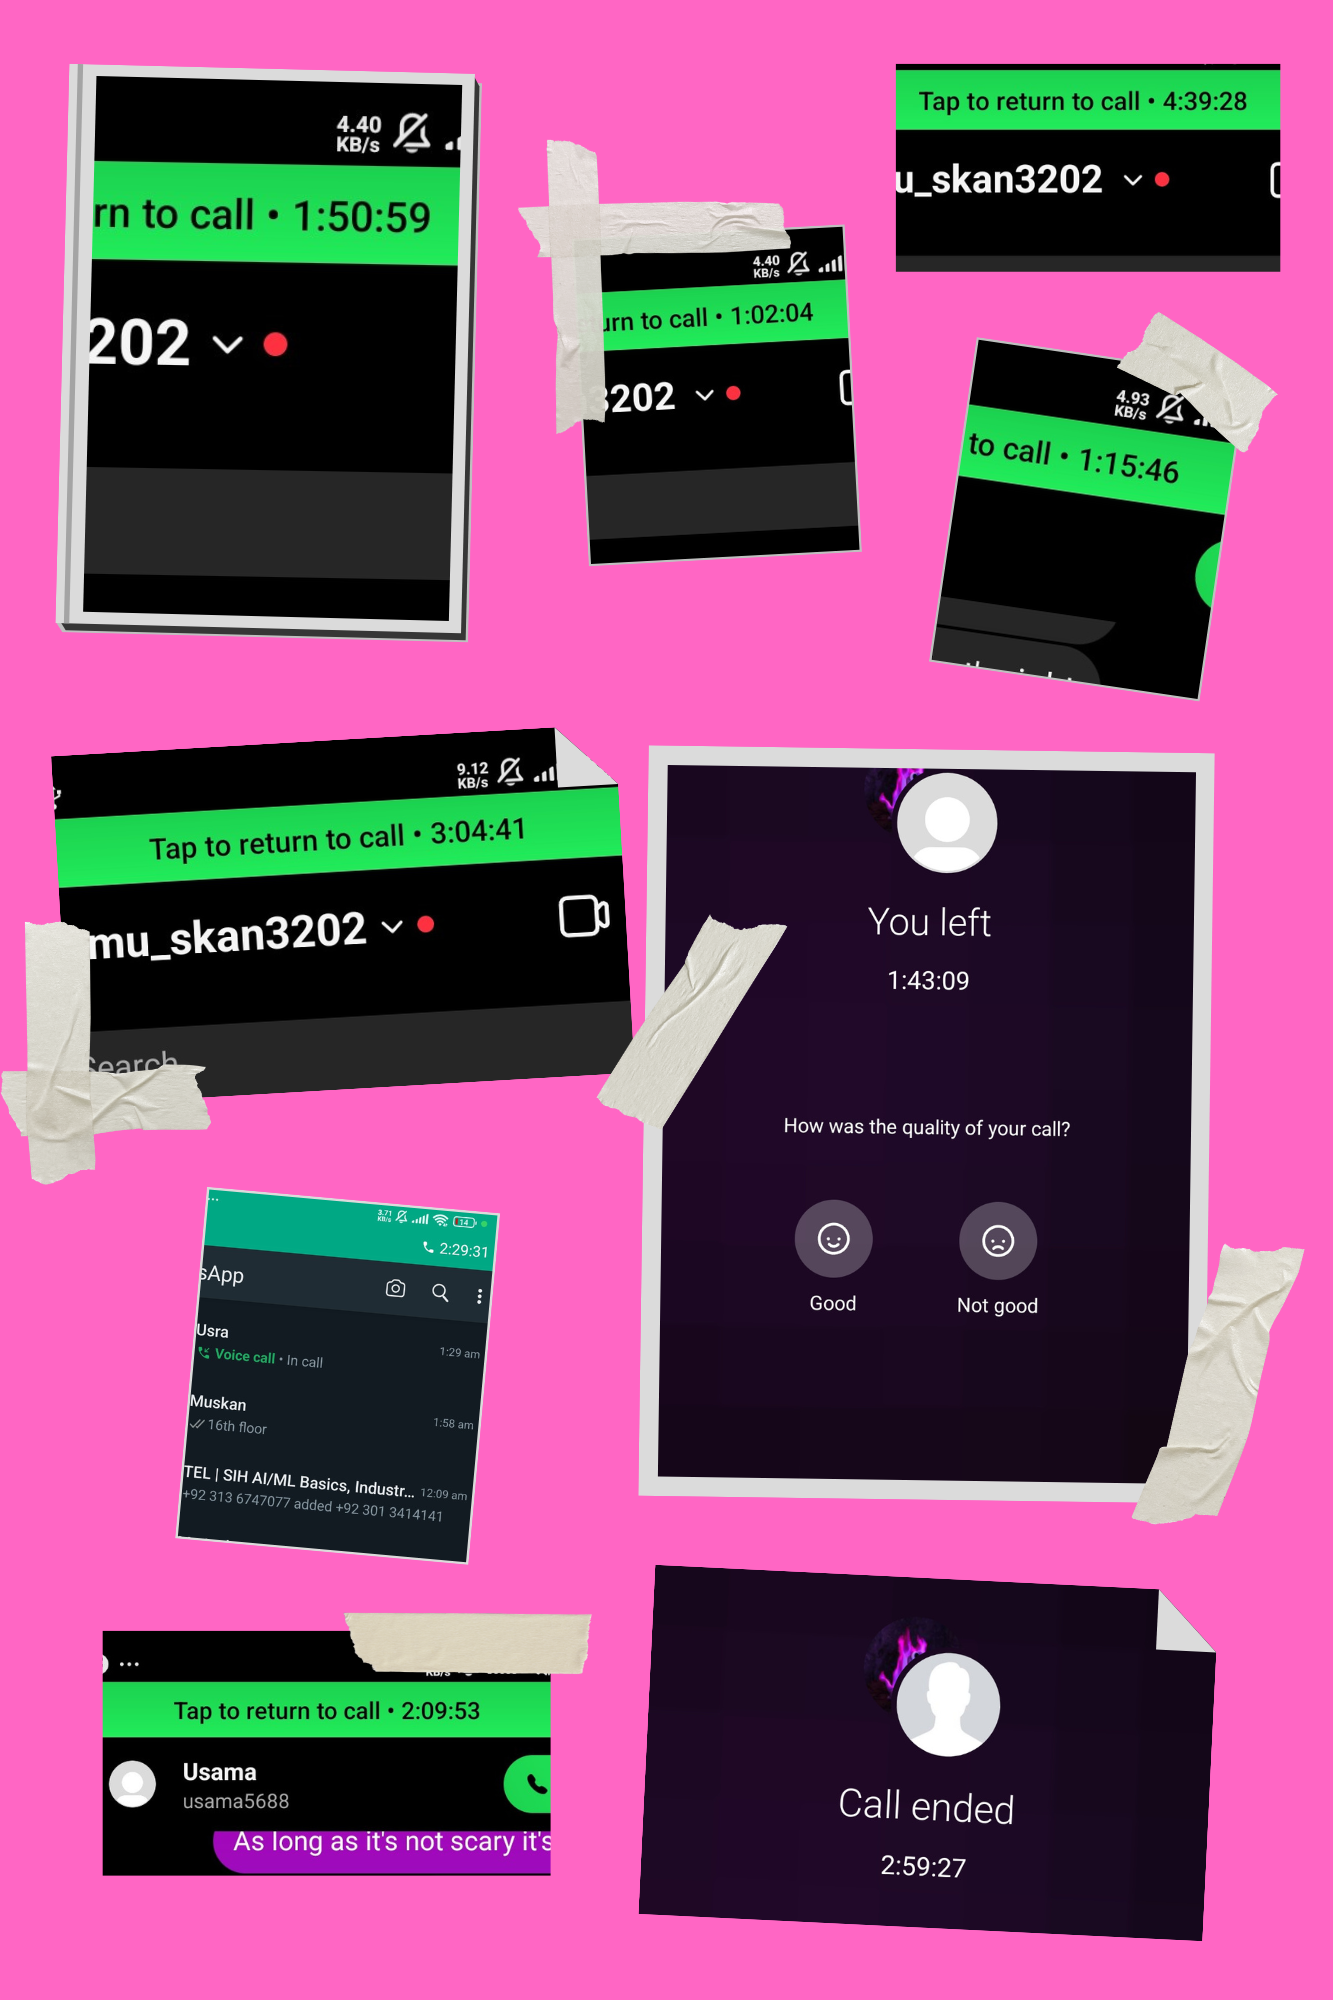 4.40
KB/s
rn to call • 1:50:59
202
Tap to return to call • 4:39:28
u_skan3202
4.40
KB/s
urn to call • 1:02:04
3202
4.93
KB/s
to call • 1:15:46
9.12
KB/s
Tap to return to call • 3:04:41
mu_skan3202
Search
You left
1:43:09
How was the quality of your call?
Good
Not good
3.71
KB/s
14
2:29:31
sApp
Usra
1:29 am
Voice call • In call
Muskan
1:58 am
16th floor
TEL | SIH AI/ML Basics, Industr...
12:09 am
+92 313 6747077 added +92 301 3414141
KB/s
Tap to return to call • 2:09:53
Usama
usama5688
As long as it's not scary it's
Call ended
2:59:27